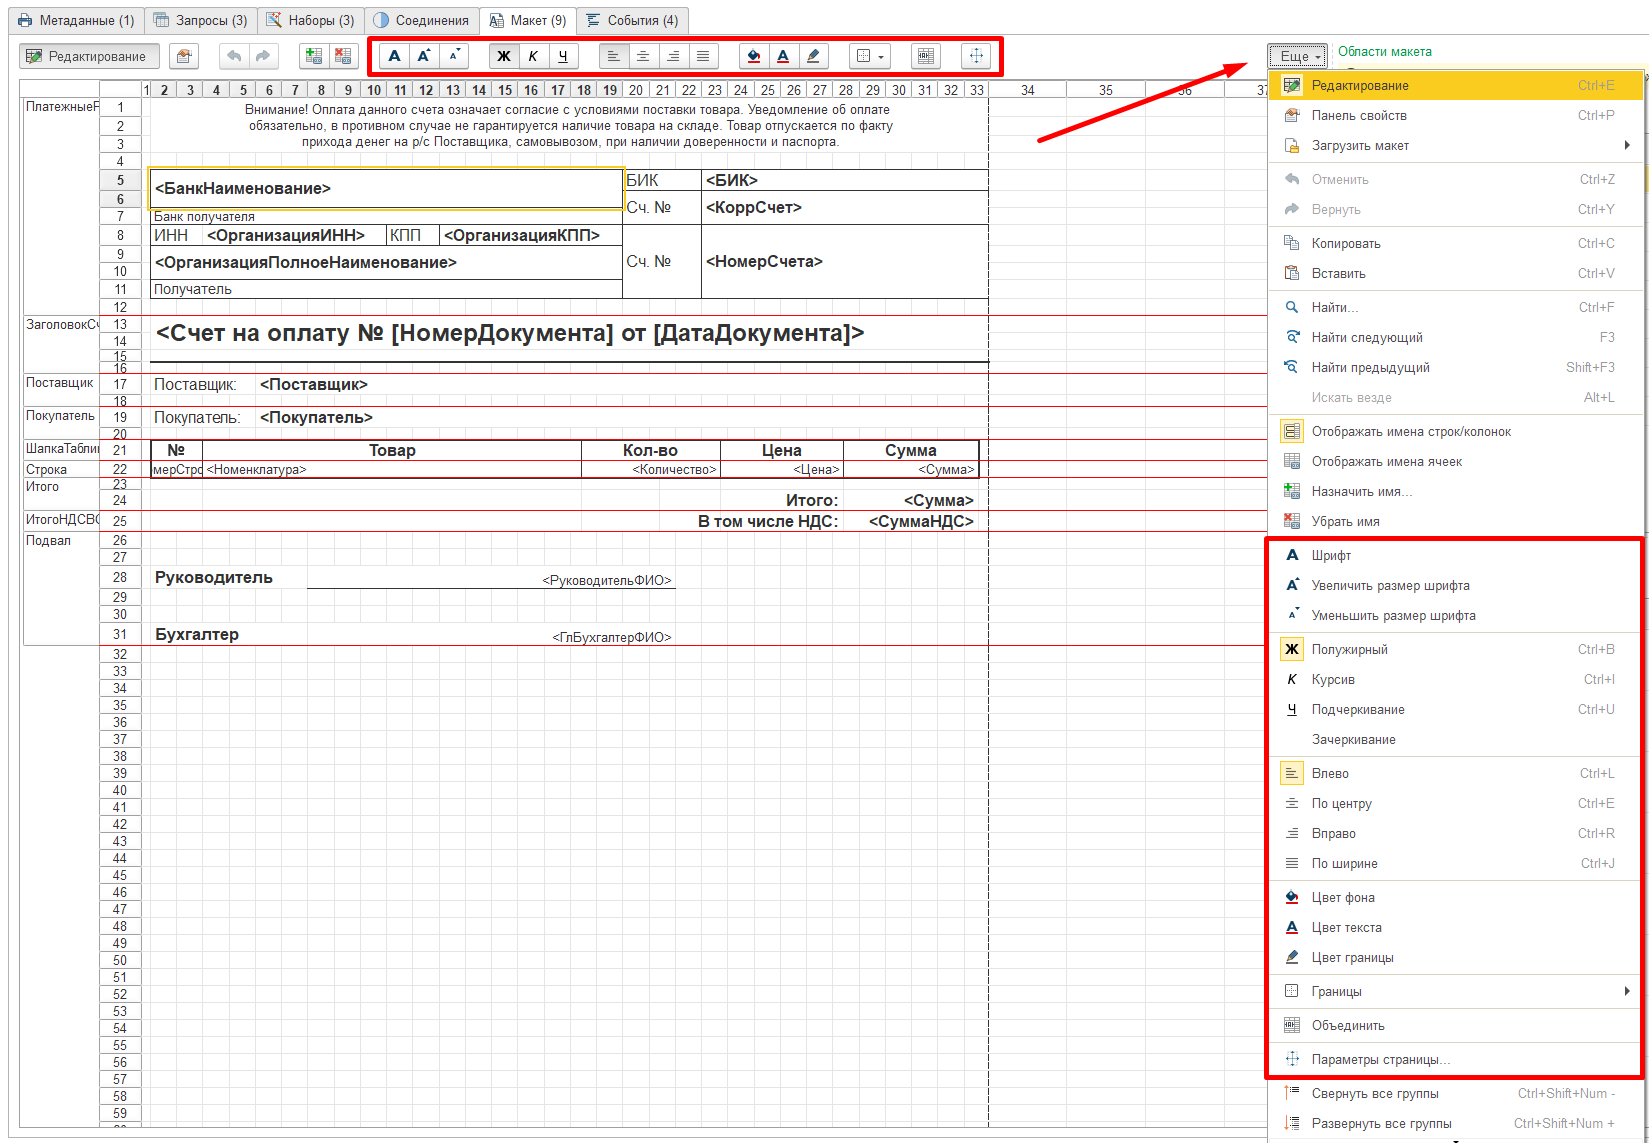 Метаданные (1) Запросы (3) Наборы (3) Соединения Макет (9) События (4)
Редактирование А А А Ж К Ч А Еще Области макета
1 2 3 4 5 6 7 8 9 10 11 12 13 14 15 16 17 18 19 20 21 22 23 25 26 27 28 29 30 31 32 33 34 35 36 37
ПлатежныеР
1 Внимание! Оплата данного счета означает согласие с условиями поставки товара. Уведомление об оплате
2 обязательно, в противном случае не гарантируется наличие товара на складе. Товар отпускается по факту
3 прихода денег на р/с Поставщика, самовывозом, при наличии доверенности и паспорта.
4
5 <БанкНаименование> БИК <БИК>
6 Сч. № <КоррСчет>
7 Банк получателя
8 ИНН <ОрганизацияИНН> КПП <ОрганизацияКПП>
9 <ОрганизацияПолноеНаименование> Сч. № <НомерСчета>
10
11 Получатель
12
ЗаголовокСч 13 <Счет на оплату № [НомерДокумента] от [ДатаДокумента]>
14
15
16
Поставщик 17 Поставщик: <Поставщик>
18
Покупатель 19 Покупатель: <Покупатель>
20
ШапкаТабли 21 № Товар Кол-во Цена Сумма
Строка 22 мерСтро <Номенклатура> <Количество> <Цена> <Сумма>
Итого 23
24 Итого: <Сумма>
ИтогоНДСВС 25 В том числе НДС: <СуммаНДС>
Подвал 26
27
28 Руководитель <РуководительФИО>
29
30
31 Бухгалтер <ГлБухгалтерФИО>
32
33
34
35
36
37
38
39
40
41
42
43
44
45
46
47
48
49
50
51
52
53
54
55
56
57
58
59
Редактирование Ctrl+E
Панель свойств Ctrl+P
Загрузить макет
Отменить Ctrl+Z
Вернуть Ctrl+Y
Копировать Ctrl+C
Вставить Ctrl+V
Найти... Ctrl+F
Найти следующий F3
Найти предыдущий Shift+F3
Искать везде Alt+L
Отображать имена строк/колонок
Отображать имена ячеек
Назначить имя...
Убрать имя
А Шрифт
А Увеличить размер шрифта
А Уменьшить размер шрифта
Ж Полужирный Ctrl+B
К Курсив Ctrl+I
Ч Подчеркивание Ctrl+U
Зачеркивание
Влево Ctrl+L
По центру Ctrl+E
Вправо Ctrl+R
По ширине Ctrl+J
Цвет фона
А Цвет текста
Цвет границы
Границы
Объединить
Параметры страницы...
Свернуть все группы Ctrl+Shift+Num -
Развернуть все группы Ctrl+Shift+Num +